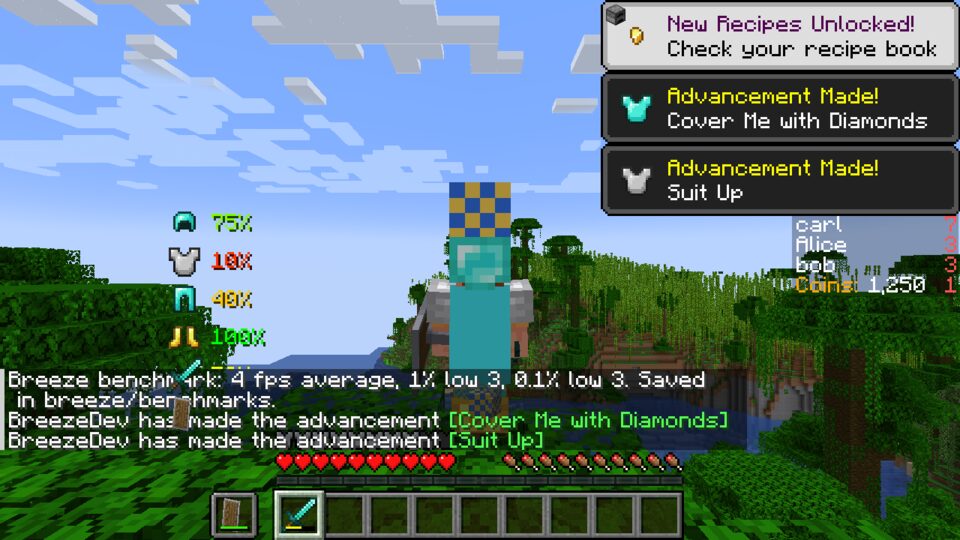 New Recipes Unlocked!
Check your recipe book
Advancement Made!
Cover Me with Diamonds
Advancement Made!
Suit Up
75%
10%
40%
100%
carl 7
Alice 3
bob 3
Coins: 1,250 1
Breeze benchmark: 4 fps average, 1% low 3, 0.1% low 3. Saved
in breeze/benchmarks.
BreezeDev has made the advancement [Cover Me with Diamonds]
BreezeDev has made the advancement [Suit Up]